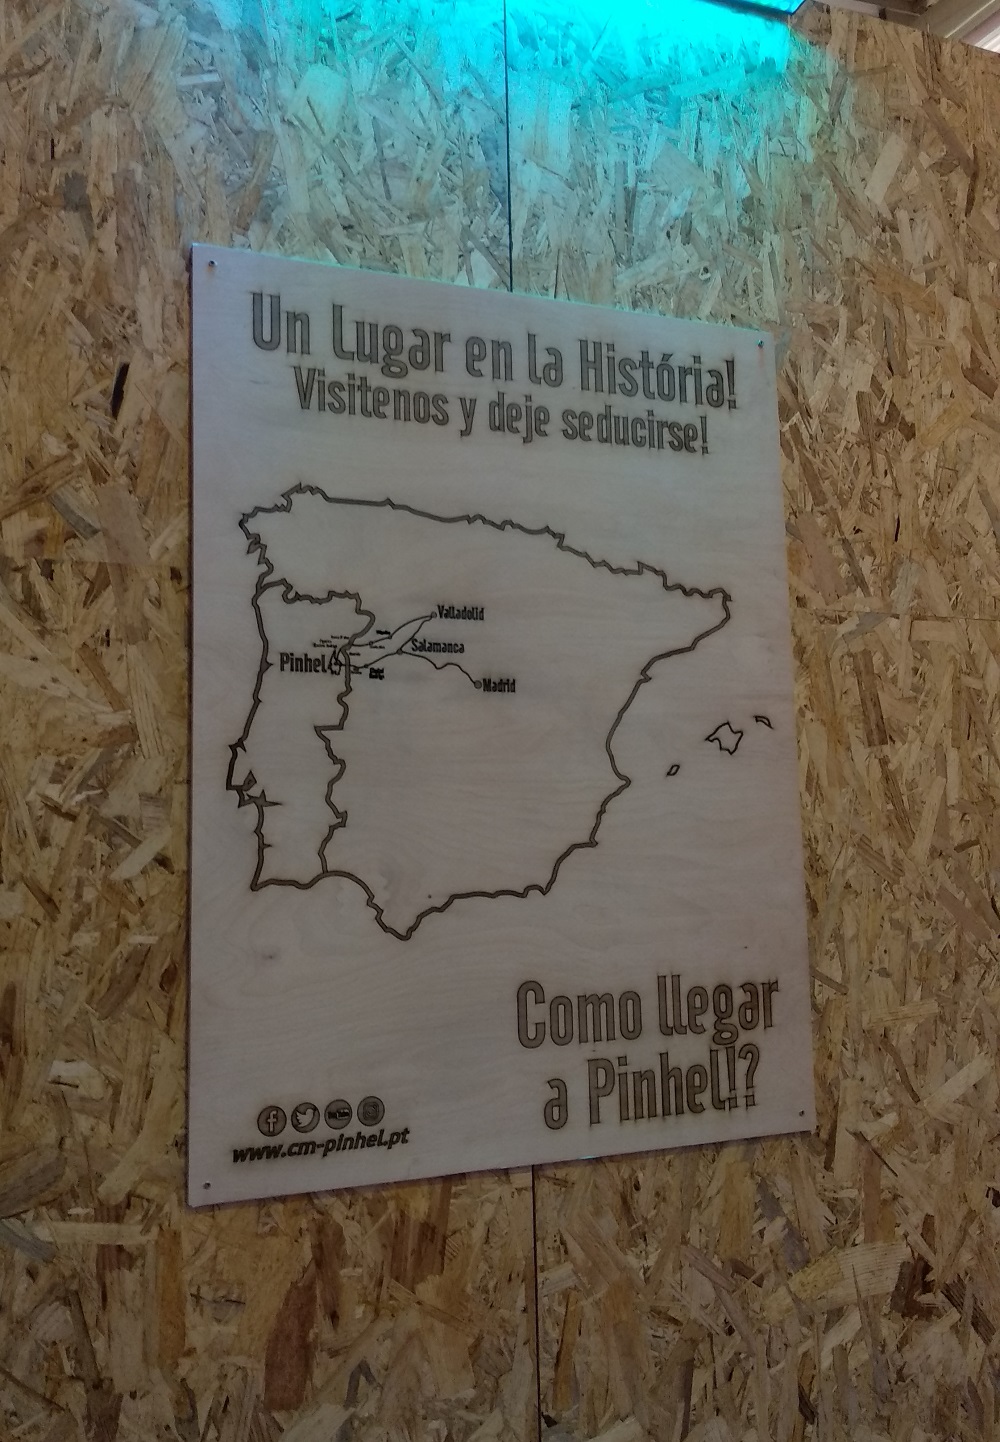 Un Lugar en la História!
Visitenos y deje seducirse!
Valladolid
Salamanca
Pinhel
Madrid
Como llegar
a Pinhel!?
www.cm-pinhel.pt